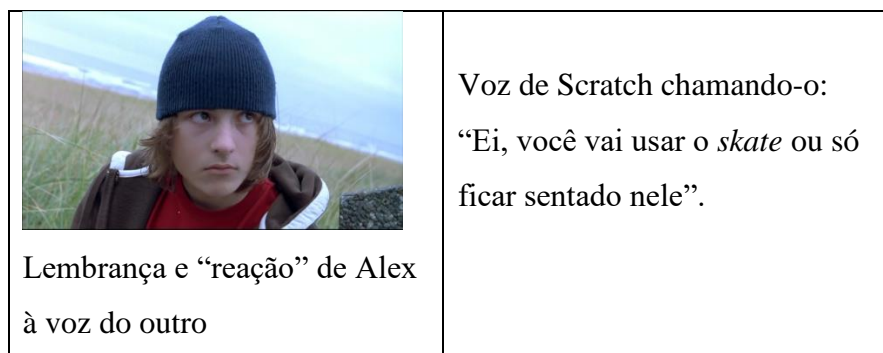 Voz de Scratch chamando-o:
“Ei, você vai usar o skate ou só
ficar sentado nele”.
Lembrança e “reação” de Alex
à voz do outro